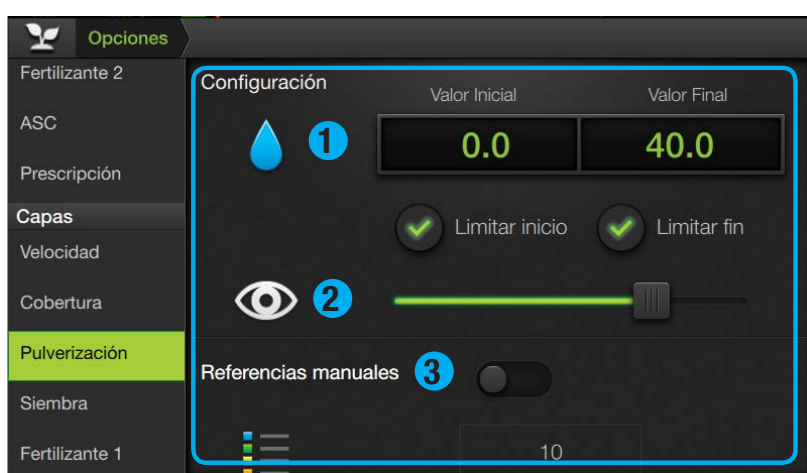 Opciones
Fertilizante 2
ASC
Prescripción
Capas
Velocidad
Cobertura
Pulverización
Siembra
Fertilizante 1
Configuración
Valor Inicial Valor Final
1
0.0 40.0
Limitar inicio Limitar fin
2
Referencias manuales 3
10